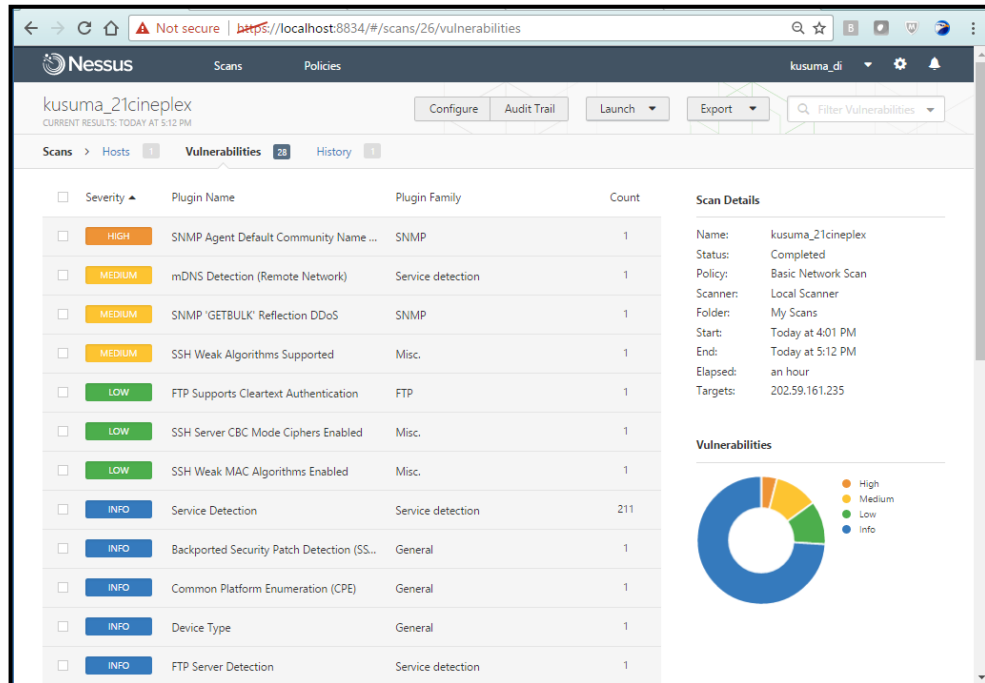 Not secure | https://localhost:8834/#/scans/26/vulnerabilities
Nessus Scans Policies kusuma_di
kusuma_21cineplex Configure Audit Trail Launch Export Filter Vulnerabilities
CURRENT RESULTS: TODAY AT 5:12 PM
Scans > Hosts 1 Vulnerabilities 28 History 1
Severity Plugin Name Plugin Family Count
HIGH SNMP Agent Default Community Name ... SNMP 1
MEDIUM mDNS Detection (Remote Network) Service detection 1
MEDIUM SNMP 'GETBULK' Reflection DDoS SNMP 1
MEDIUM SSH Weak Algorithms Supported Misc. 1
LOW FTP Supports Cleartext Authentication FTP 1
LOW SSH Server CBC Mode Ciphers Enabled Misc. 1
LOW SSH Weak MAC Algorithms Enabled Misc. 1
INFO Service Detection Service detection 211
INFO Backported Security Patch Detection (SS... General 1
INFO Common Platform Enumeration (CPE) General 1
INFO Device Type General 1
INFO FTP Server Detection Service detection 1
Scan Details
Name: kusuma_21cineplex
Status: Completed
Policy: Basic Network Scan
Scanner: Local Scanner
Folder: My Scans
Start: Today at 4:01 PM
End: Today at 5:12 PM
Elapsed: an hour
Targets: 202.59.161.235
Vulnerabilities
High
Medium
Low
Info